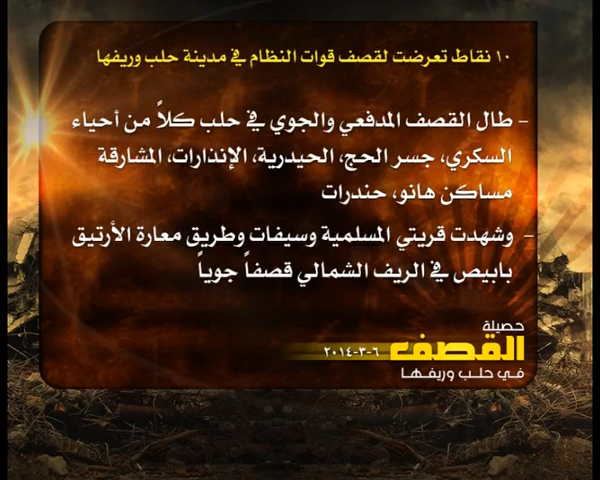 ١٠ نقاط تعرضت لقصف قوات النظام في مدينة حلب وريفها
- طال القصف المدفعي والجوي في حلب كلاً من أحياء
السكري، جسر الحج، الحيدرية، الإنذارات، المشارقة
مساكن هانو، حندرات
- وشهدت قريتي المسلمية وسيفات وطريق معارة الأرتيق
بابيص في الريف الشمالي قصفاً جوياً
حصيلة
القصف ٦-٣-٢٠١٤
في حلب وريفها